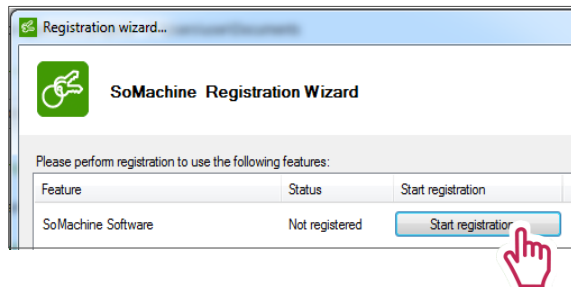 Registration wizard...
SoMachine Registration Wizard
Please perform registration to use the following features:
Feature Status Start registration
SoMachine Software Not registered Start registration